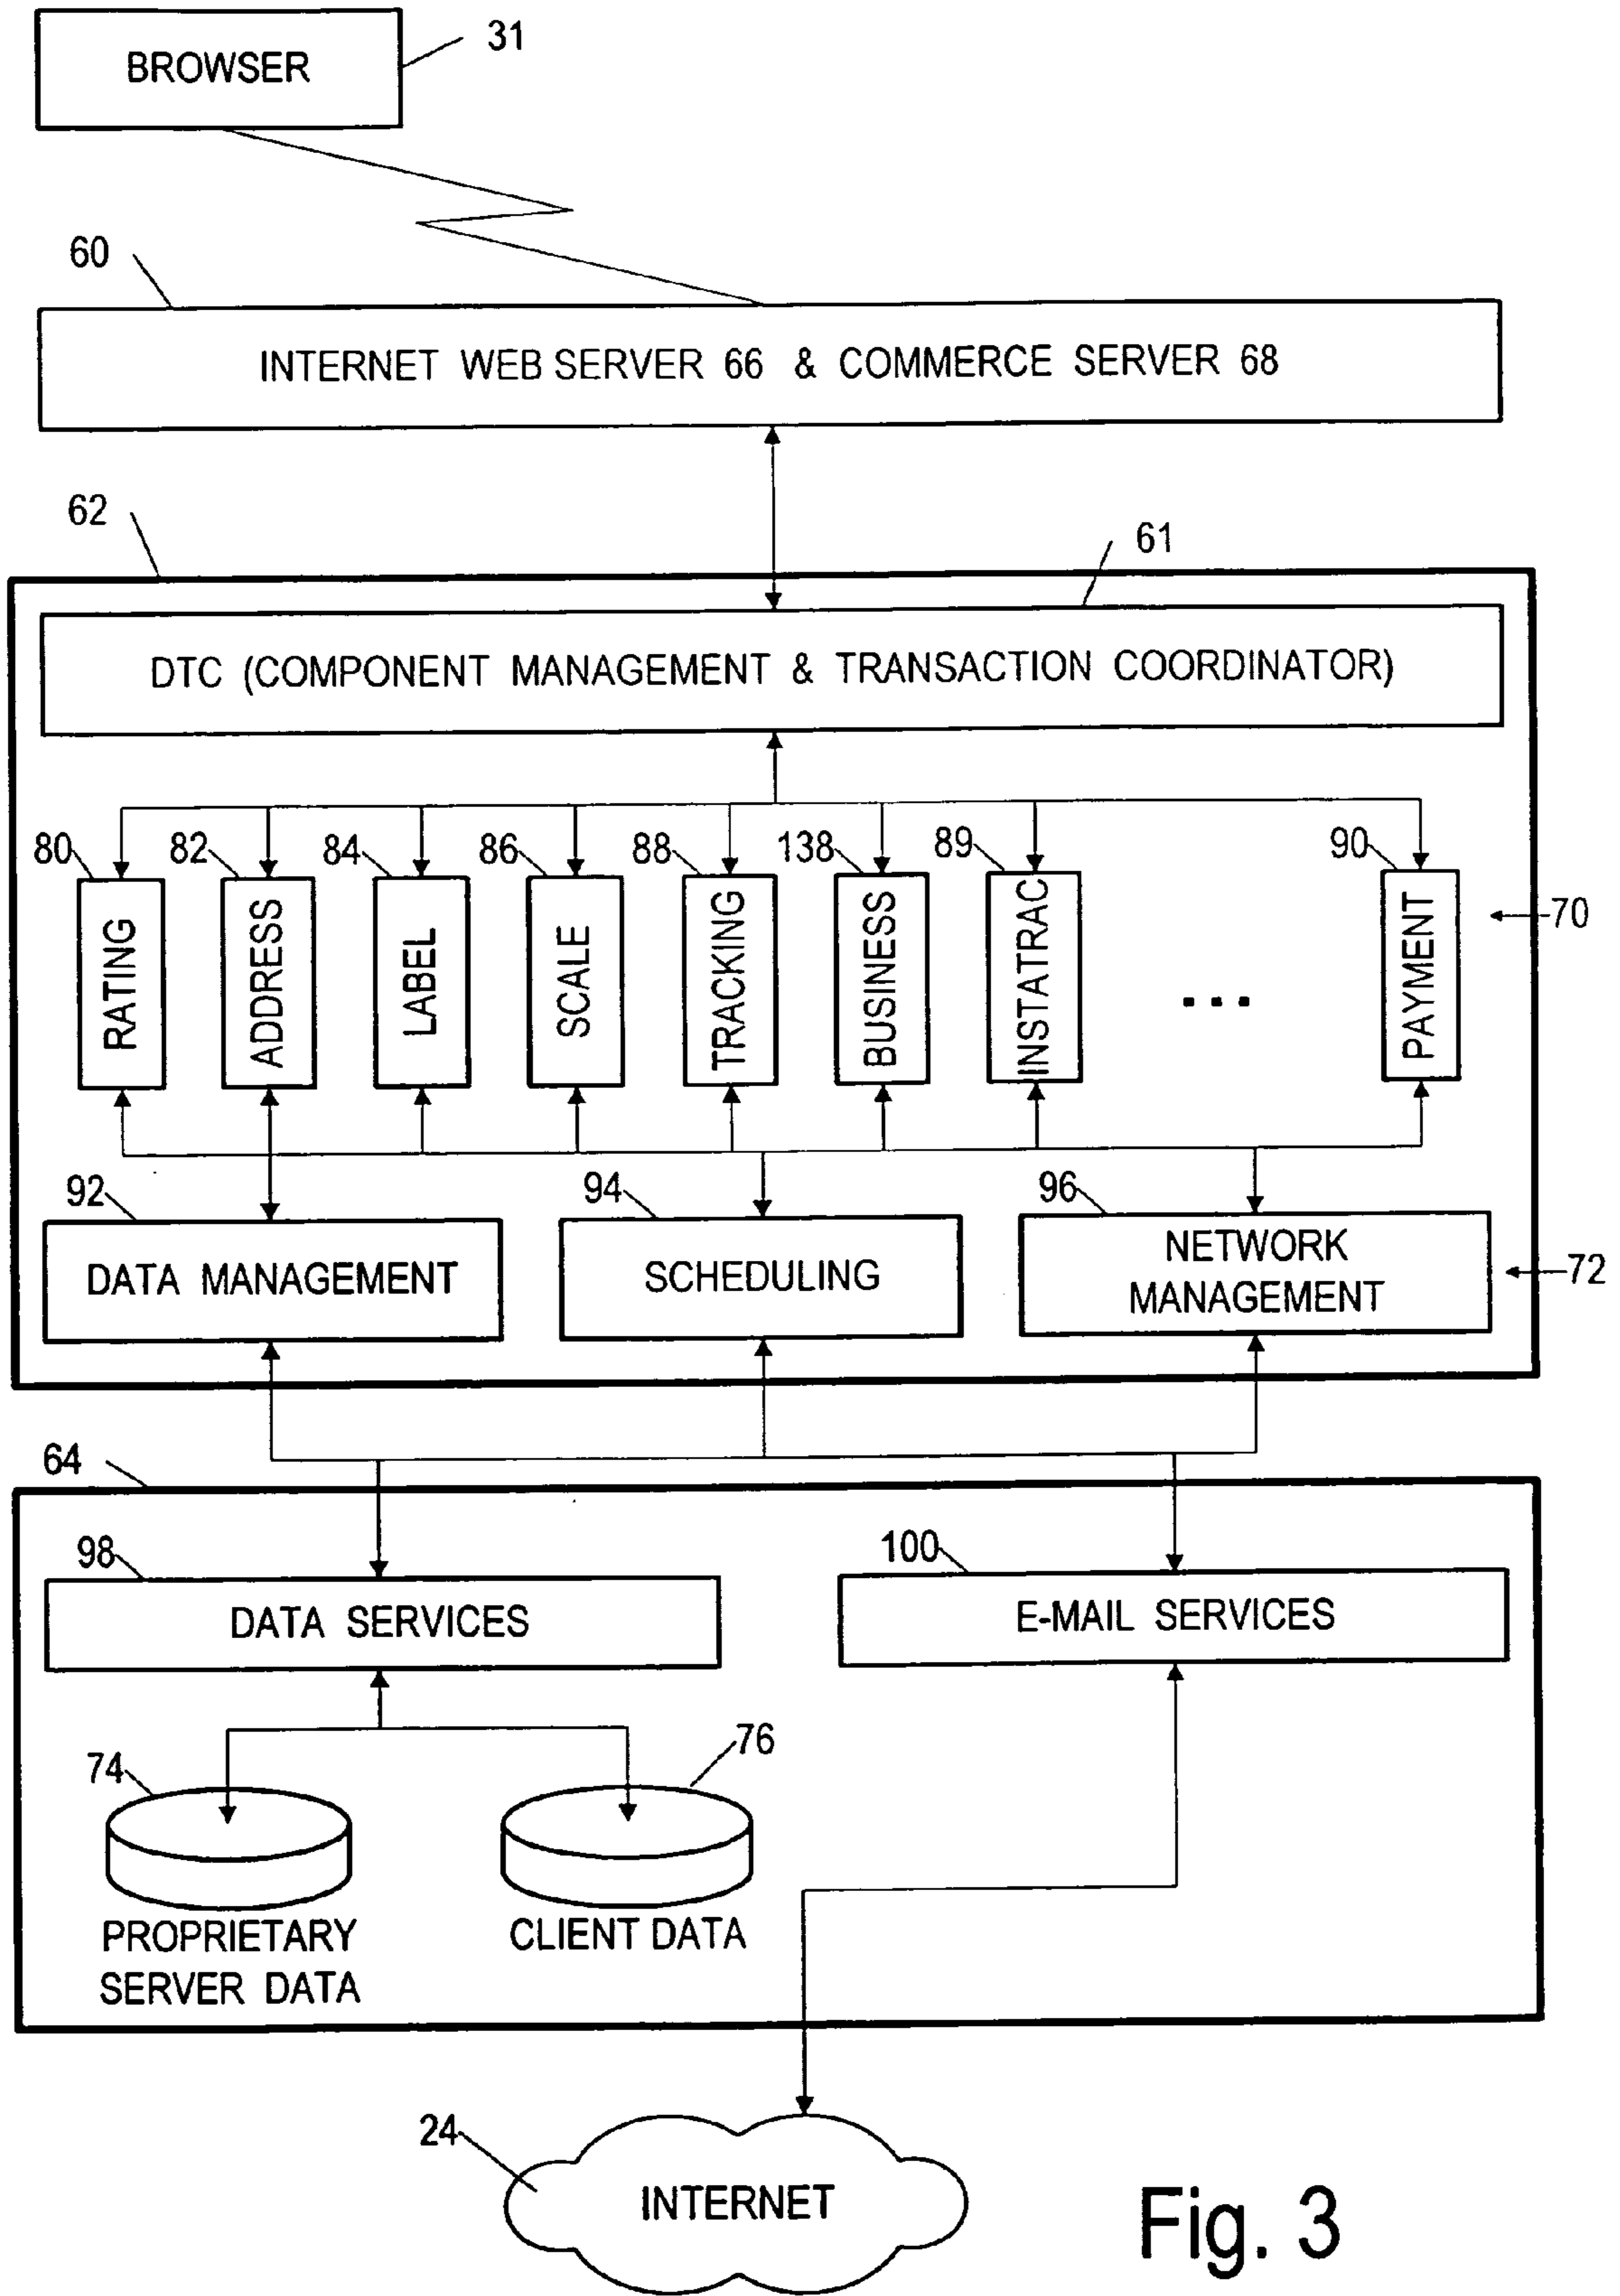 BROWSER
31
60
INTERNET WEB SERVER 66 & COMMERCE SERVER 68
62
61
DTC (COMPONENT MANAGEMENT & TRANSACTION COORDINATOR)
80
82
84
86
88
138
89
90
RATING
ADDRESS
LABEL
SCALE
TRACKING
BUSINESS
INSTATRAC
...
PAYMENT
70
92
94
96
DATA MANAGEMENT
SCHEDULING
NETWORK
MANAGEMENT
72
64
98
100
DATA SERVICES
E-MAIL SERVICES
74
76
PROPRIETARY
SERVER DATA
CLIENT DATA
24
INTERNET
Fig. 3